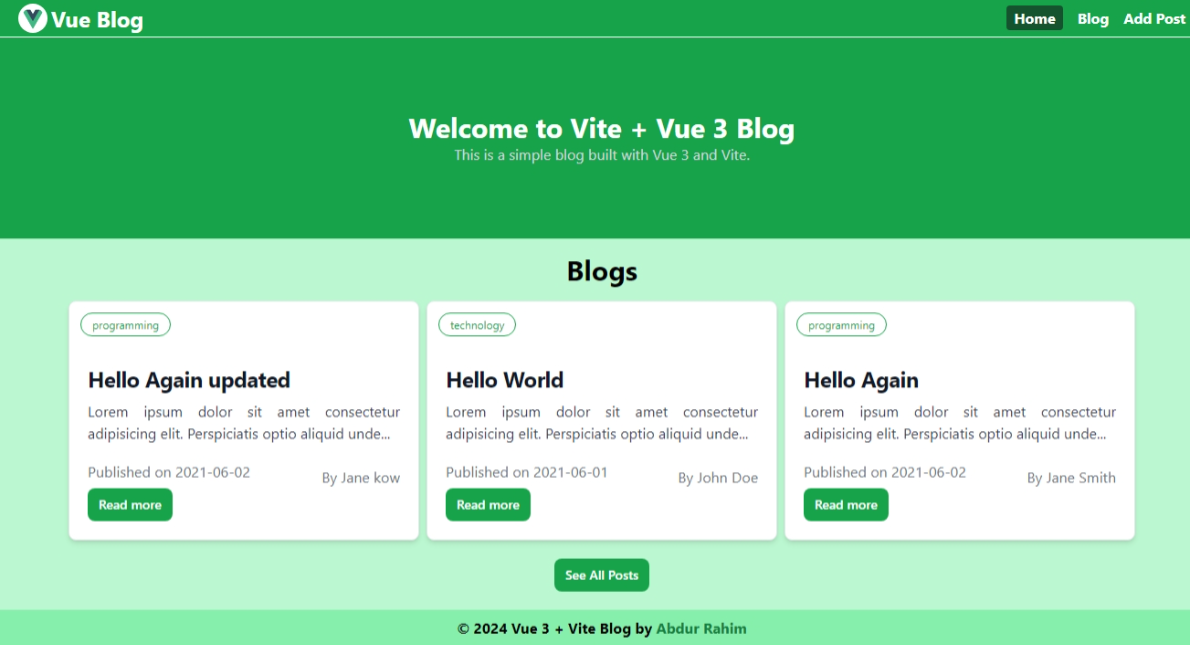 Vue Blog
Home Blog Add Post
Welcome to Vite + Vue 3 Blog
This is a simple blog built with Vue 3 and Vite.
Blogs
programming
Hello Again updated
Lorem ipsum dolor sit amet consectetur
adipisicing elit. Perspiciatis optio aliquid unde...
Published on 2021-06-02
By Jane kow
Read more
technology
Hello World
Lorem ipsum dolor sit amet consectetur
adipisicing elit. Perspiciatis optio aliquid unde...
Published on 2021-06-01
By John Doe
Read more
programming
Hello Again
Lorem ipsum dolor sit amet consectetur
adipisicing elit. Perspiciatis optio aliquid unde...
Published on 2021-06-02
By Jane Smith
Read more
See All Posts
© 2024 Vue 3 + Vite Blog by Abdur Rahim